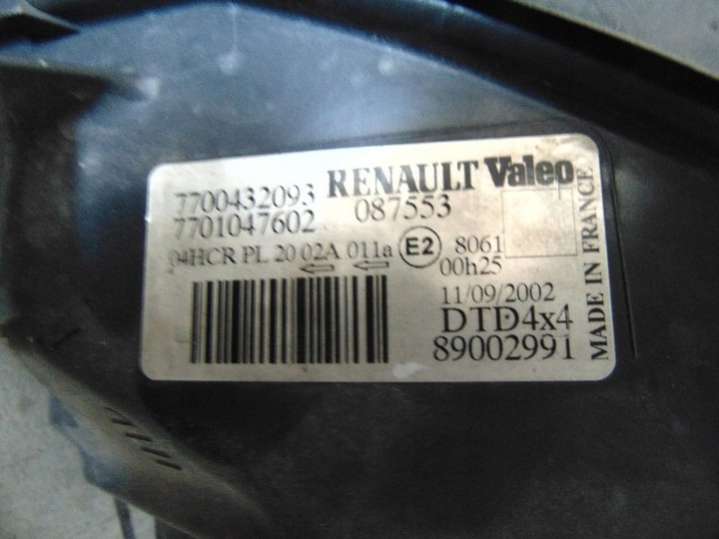 7700432093 RENAULT Valeo
7701047602 087553
04HCR PL 20 02A 011a E2 8061
00h25
11/09/2002
DTD4x4
89002991
MADE IN FRANCE